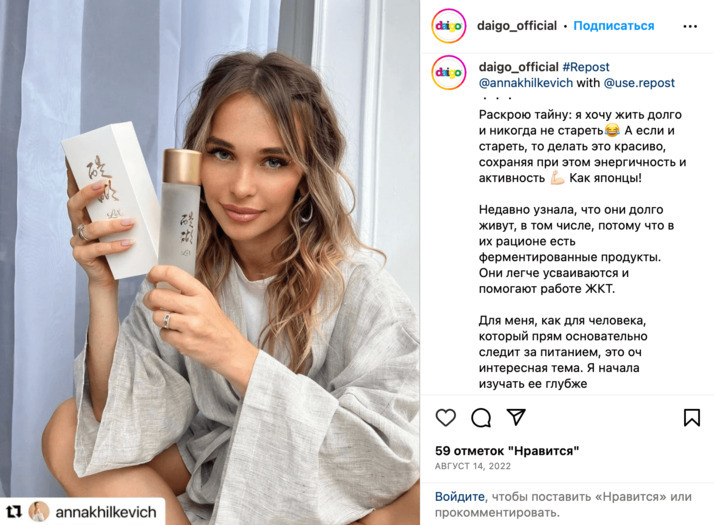 daigo_official • Подписаться
daigo_official #Repost
@annakhilkevich with @use.repost
Раскрою тайну: я хочу жить долго
и никогда не стареть😂 А если и
стареть, то делать это красиво,
сохраняя при этом энергичность и
активность 💪🏻 Как японцы!
Недавно узнала, что они долго
живут, в том числе, потому что в
их рационе есть
ферментированные продукты.
Они легче усваиваются и
помогают работе ЖКТ.
Для меня, как для человека,
который прям основательно
следит за питанием, это оч
интересная тема. Я начала
изучать ее глубже
59 отметок "Нравится"
АВГУСТ 14, 2022
Войдите, чтобы поставить «Нравится» или
прокомментировать.
annakhilkevich
daigo
daigo